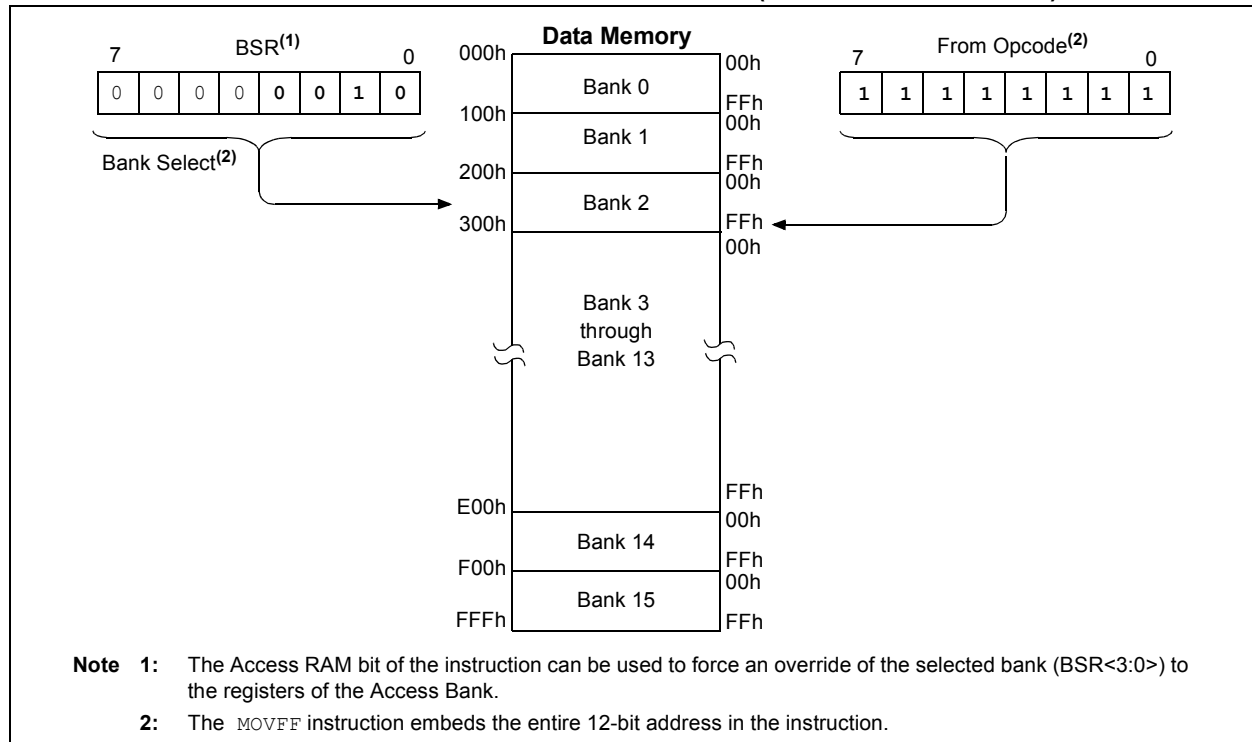 Data Memory
7 BSR(1) 0
0 0 0 0 0 0 1 0
Bank Select(2)
000h
100h
200h
300h
E00h
F00h
FFFh
Bank 0
Bank 1
Bank 2
Bank 3
through
Bank 13
Bank 14
Bank 15
00h
FFh
00h
FFh
00h
FFh
00h
FFh
00h
FFh
00h
FFh
7 From Opcode(2) 0
1 1 1 1 1 1 1 1
Note 1: The Access RAM bit of the instruction can be used to force an override of the selected bank (BSR<3:0>) to
the registers of the Access Bank.
2: The MOVFF instruction embeds the entire 12-bit address in the instruction.